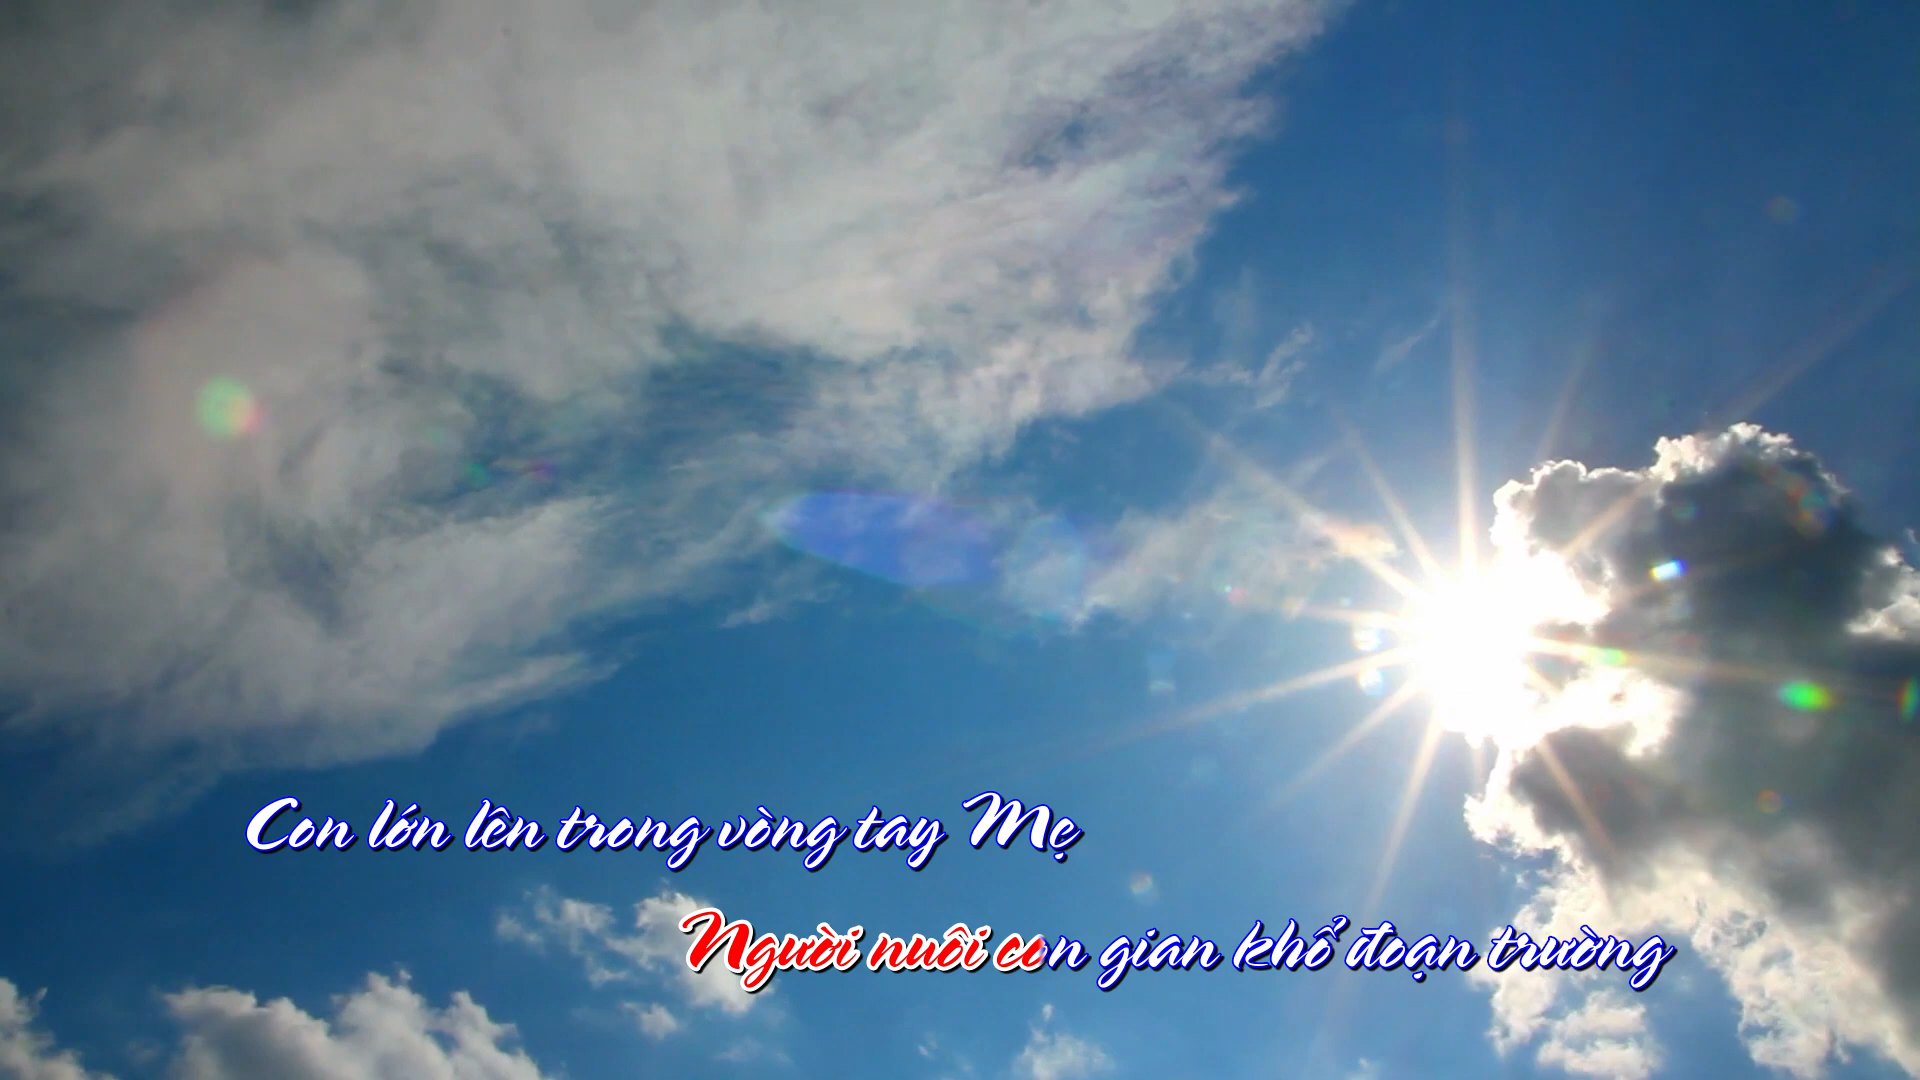 Con lớn lên trong vòng tay Mẹ
Người nuôi con gian khổ đoạn trường